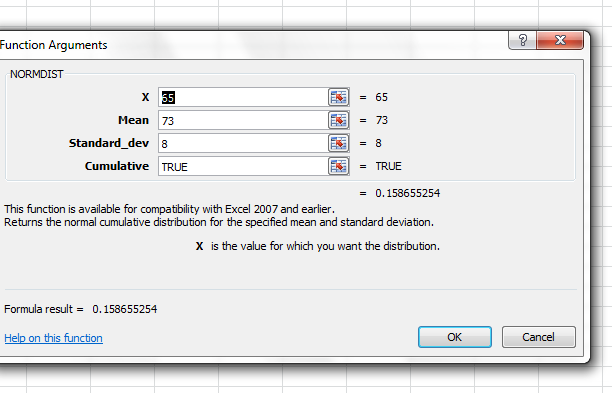 Function Arguments
NORMDIST
X 65 = 65
Mean 73 = 73
Standard_dev 8 = 8
Cumulative TRUE = TRUE
= 0.158655254
This function is available for compatibility with Excel 2007 and earlier.
Returns the normal cumulative distribution for the specified mean and standard deviation.
X is the value for which you want the distribution.
Formula result = 0.158655254
Help on this function
OK Cancel